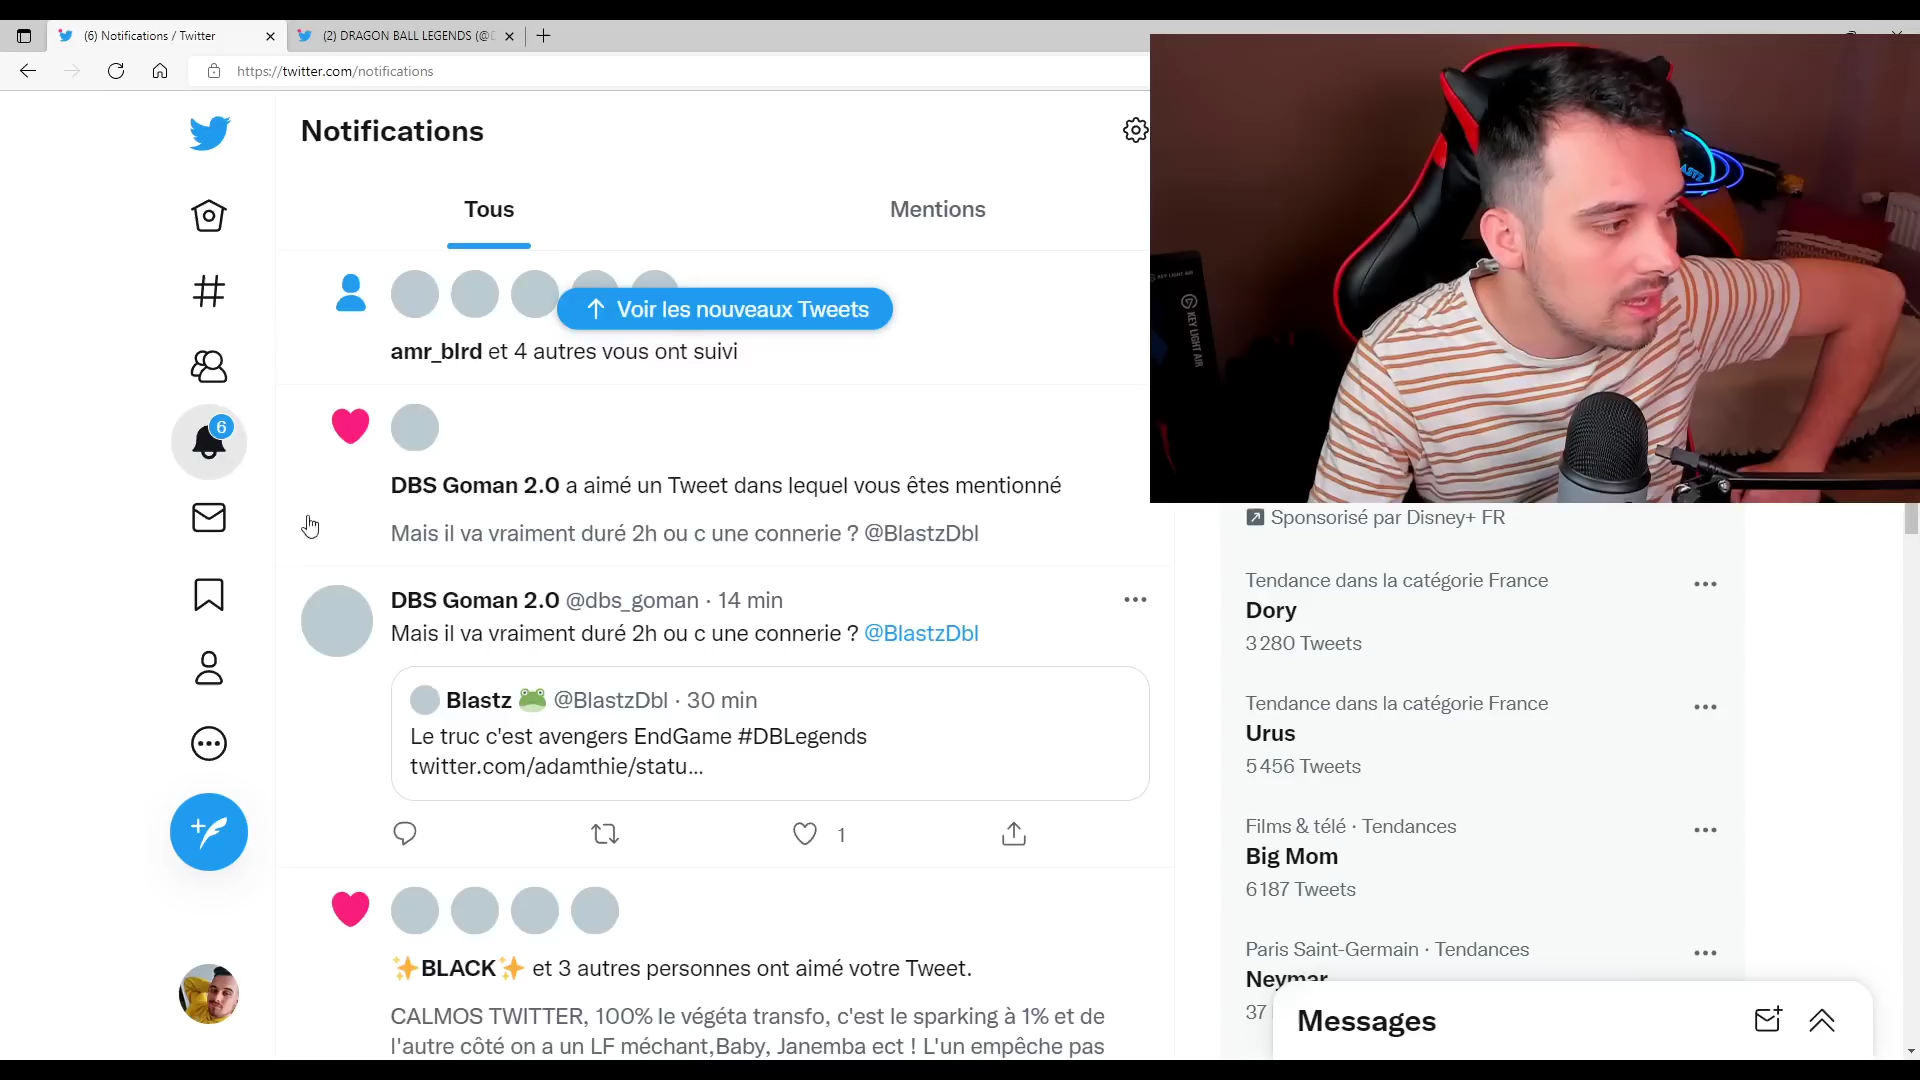 (6) Notifications / Twitter
(2) DRAGON BALL LEGENDS (@D
https://twitter.com/notifications
Notifications
Tous
Mentions
Voir les nouveaux Tweets
amr_blrd et 4 autres vous ont suivi
6
DBS Goman 2.0 a aimé un Tweet dans lequel vous êtes mentionné
Mais il va vraiment duré 2h ou c une connerie ? @BlastzDbl
DBS Goman 2.0 @dbs_goman · 14 min
Mais il va vraiment duré 2h ou c une connerie ? @BlastzDbl
Blastz 🐸 @BlastzDbl · 30 min
Le truc c'est avengers EndGame #DBLegends
twitter.com/adamthie/statu...
1
✨BLACK✨ et 3 autres personnes ont aimé votre Tweet.
CALMOS TWITTER, 100% le végéta transfo, c'est le sparking à 1% et de
l'autre côté on a un LF méchant,Baby, Janemba ect ! L'un empêche pas
KEY LIGHT AIR
KEY LIGHT AIR
Sponsorisé par Disney+ FR
Tendance dans la catégorie France
Dory
3 280 Tweets
Tendance dans la catégorie France
Urus
5 456 Tweets
Films & télé · Tendances
Big Mom
6 187 Tweets
Paris Saint-Germain · Tendances
Neymar
37
Messages